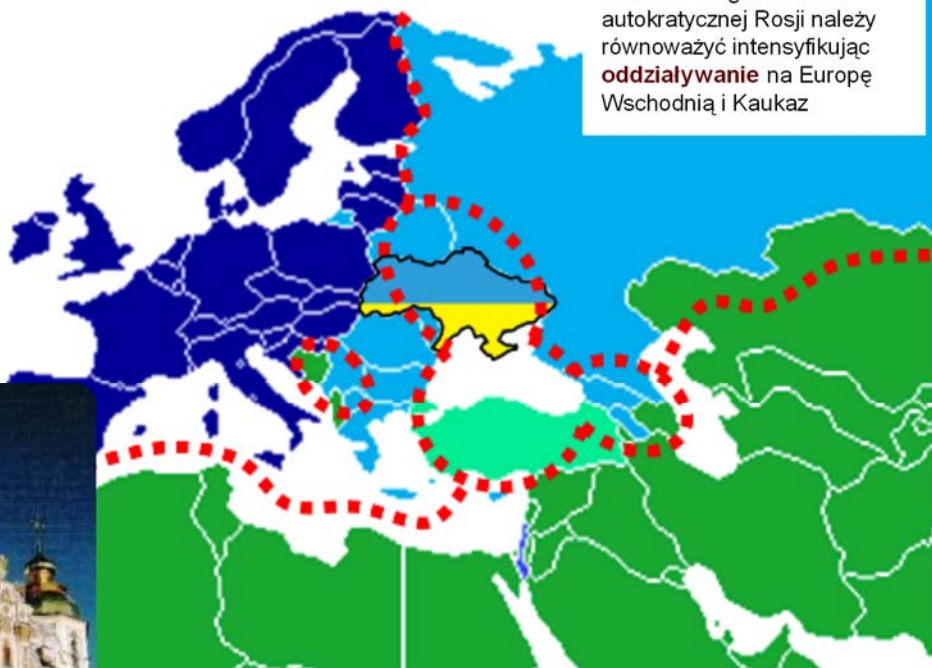 autokratycznej Rosji należy
równoważyć intensyfikując
oddziaływanie na Europę
Wschodnią i Kaukaz